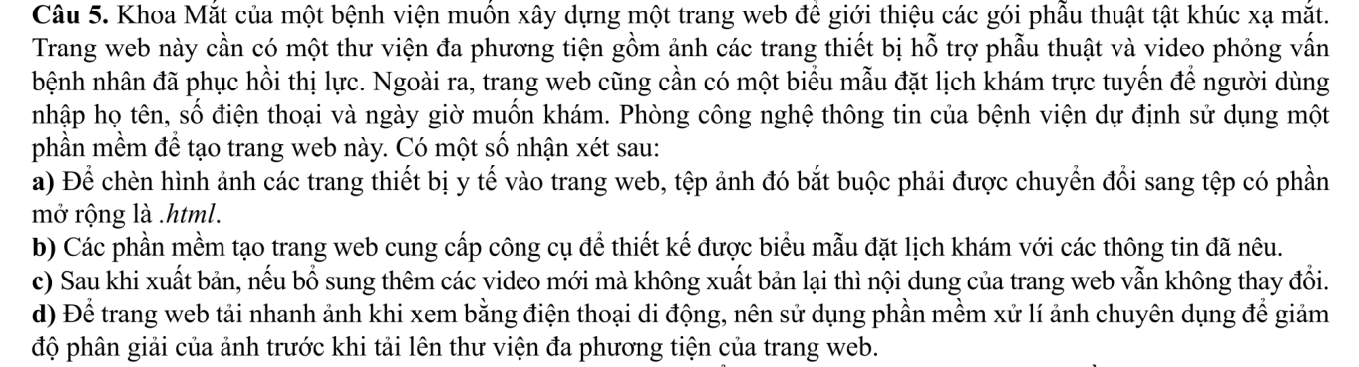 Câu 5. Khoa Mắt của một bệnh viện muốn xây dựng một trang web để giới thiệu các gói phẫu thuật tật khúc xạ mắt.
Trang web này cần có một thư viện đa phương tiện gồm ảnh các trang thiết bị hỗ trợ phẫu thuật và video phỏng vấn
bệnh nhân đã phục hồi thị lực. Ngoài ra, trang web cũng cần có một biểu mẫu đặt lịch khám trực tuyến để người dùng
nhập họ tên, số điện thoại và ngày giờ muốn khám. Phòng công nghệ thông tin của bệnh viện dự định sử dụng một
phần mềm để tạo trang web này. Có một số nhận xét sau:
a) Để chèn hình ảnh các trang thiết bị y tế vào trang web, tệp ảnh đó bắt buộc phải được chuyển đổi sang tệp có phần
mở rộng là .html.
b) Các phần mềm tạo trang web cung cấp công cụ để thiết kế được biểu mẫu đặt lịch khám với các thông tin đã nêu.
c) Sau khi xuất bản, nếu bổ sung thêm các video mới mà không xuất bản lại thì nội dung của trang web vẫn không thay đổi.
d) Để trang web tải nhanh ảnh khi xem bằng điện thoại di động, nên sử dụng phần mềm xử lí ảnh chuyên dụng để giảm
độ phân giải của ảnh trước khi tải lên thư viện đa phương tiện của trang web.